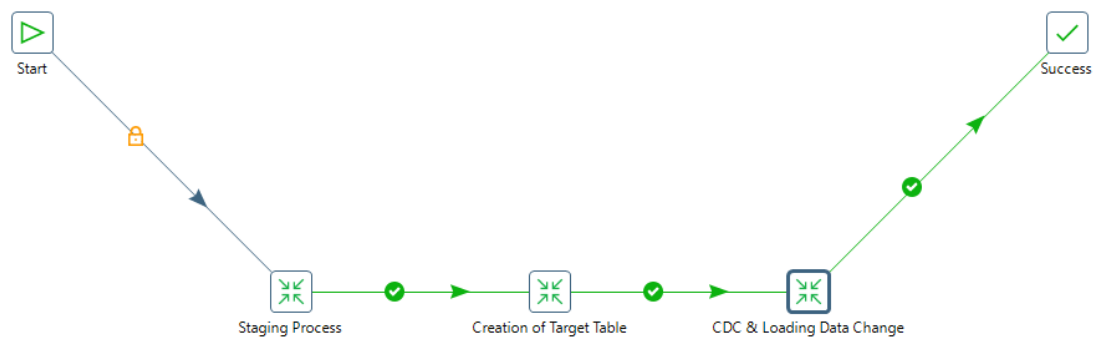 Start
Success
Staging Process
Creation of Target Table
CDC & Loading Data Change